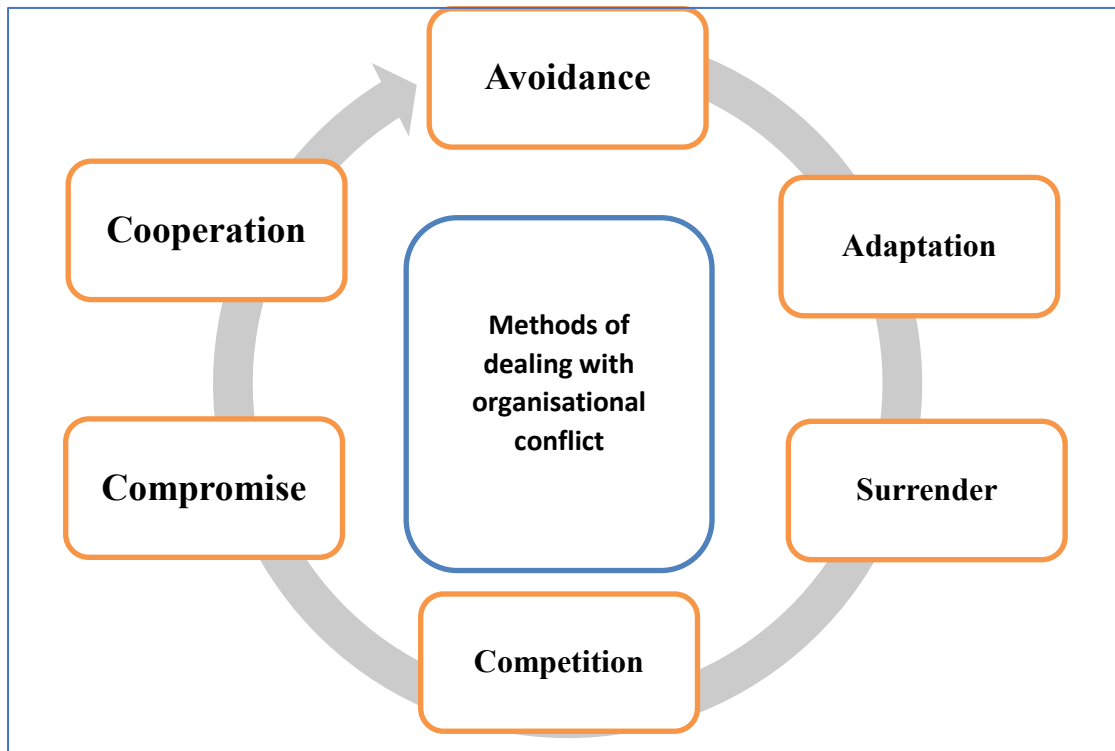 Avoidance
Adaptation
Surrender
Competition
Compromise
Cooperation
Methods of
dealing with
organisational
conflict